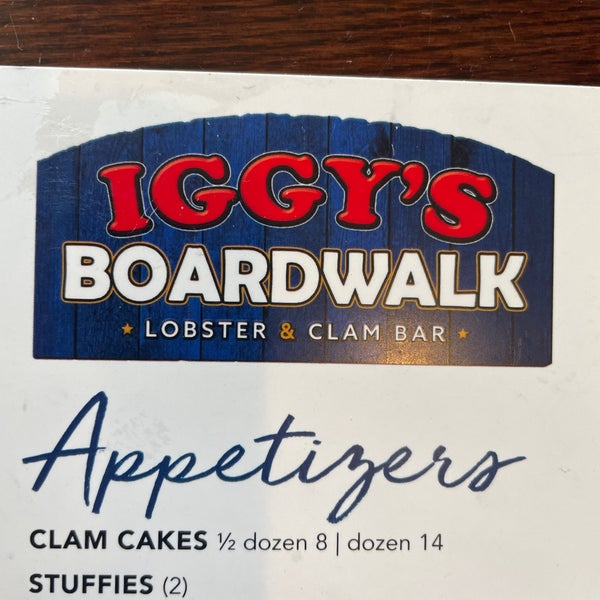 IGGY'S
BOARDWALK
★ LOBSTER & CLAM BAR ★
Appetizers
CLAM CAKES ½ dozen 8 | dozen 14
STUFFIES (2)